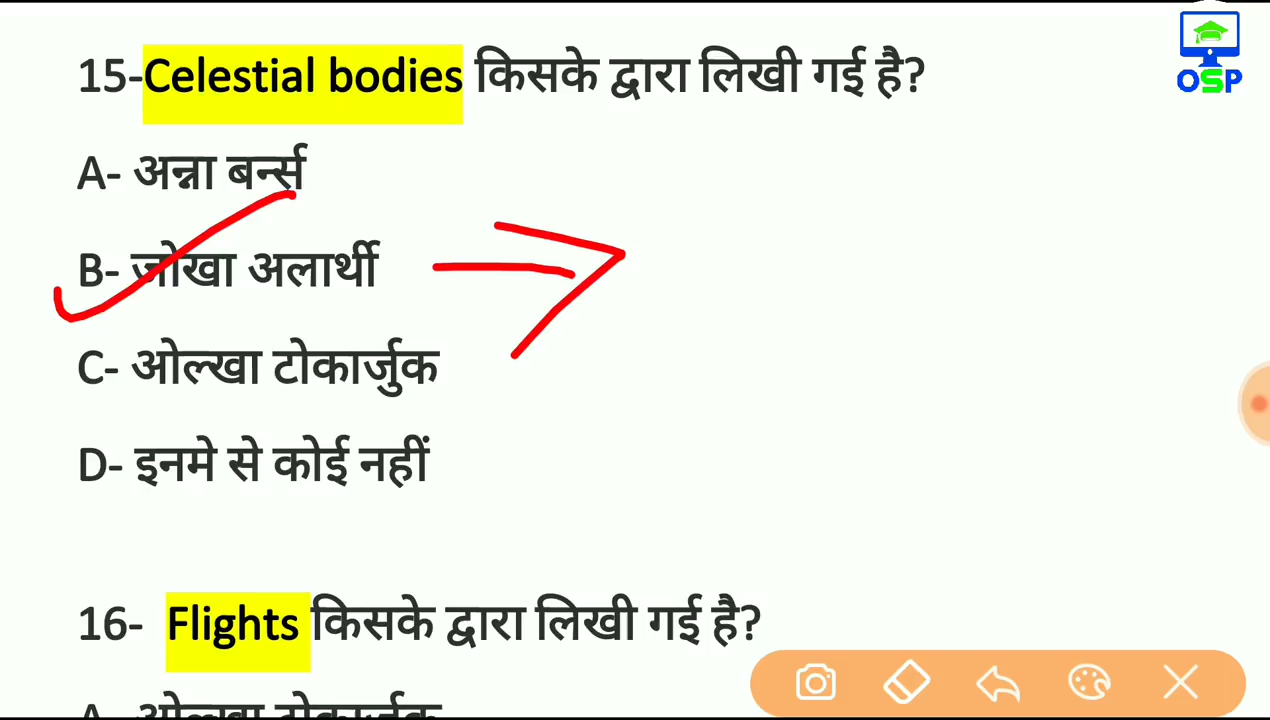 OSP
15-Celestial bodies किसके द्वारा लिखी गई है?
A- अन्ना बर्न्स
B- जोखा अलार्थी
C- ओल्खा टोकार्जुक
D- इनमे से कोई नहीं
16- Flights किसके द्वारा लिखी गई है?
A- ओल्खा टोकार्जुक